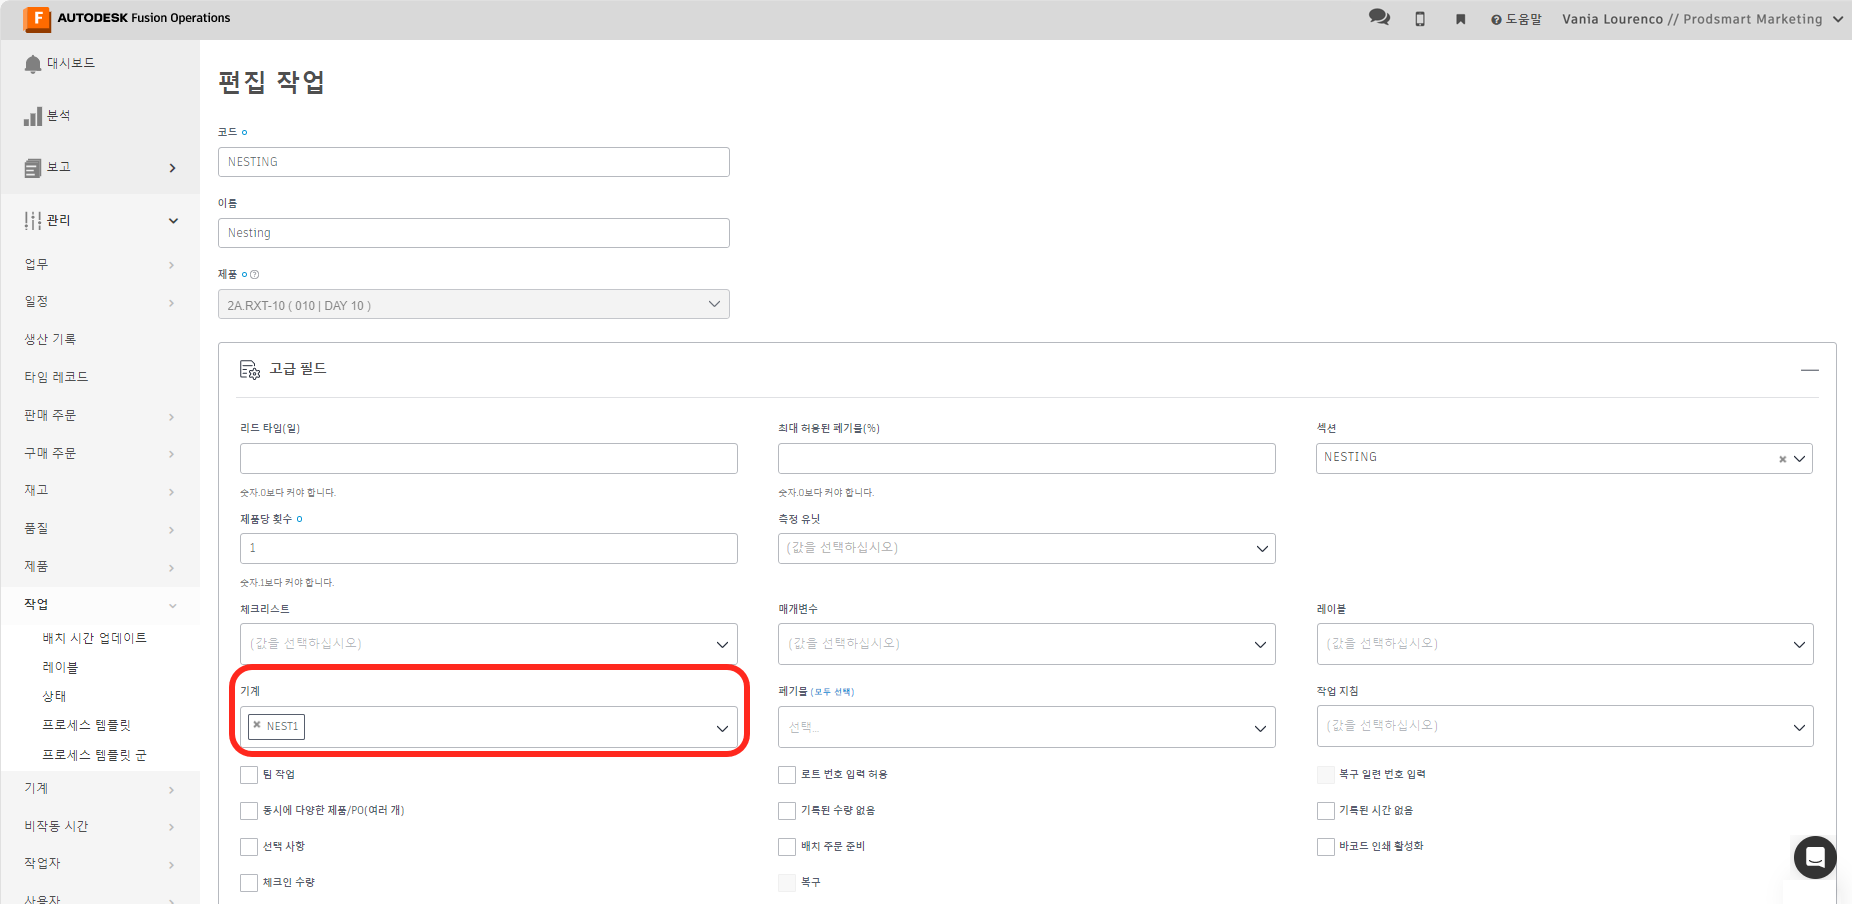 AUTODESK Fusion Operations
도움말
Vania Lourenco // Prodsmart Marketing
대시보드
분석
보고
관리
업무
일정
생산 기록
타임 레코드
판매 주문
구매 주문
재고
품질
제품
작업
배치 시간 업데이트
레이블
상태
프로세스 템플릿
프로세스 템플릿 군
기계
비작동 시간
작업자
사용자
편집 작업
코드
NESTING
이름
Nesting
제품
2A.RXT-10 ( 010 | DAY 10 )
고급 필드
리드 타임(일)
최대 허용된 폐기물(%)
섹션
NESTING
숫자.0보다 커야 합니다.
숫자.0보다 커야 합니다.
제품당 횟수
측정 유닛
1
(값을 선택하십시오)
숫자.1보다 커야 합니다.
체크리스트
매개변수
레이블
(값을 선택하십시오)
(값을 선택하십시오)
(값을 선택하십시오)
기계
폐기물 (모두 선택)
작업 지침
NEST1
선택...
(값을 선택하십시오)
팀 작업
로트 번호 입력 허용
복구 일련 번호 입력
동시에 다양한 제품/PO(여러 개)
기록된 수량 없음
기록된 시간 없음
선택 사항
배치 주문 준비
바코드 인쇄 활성화
체크인 수량
복구